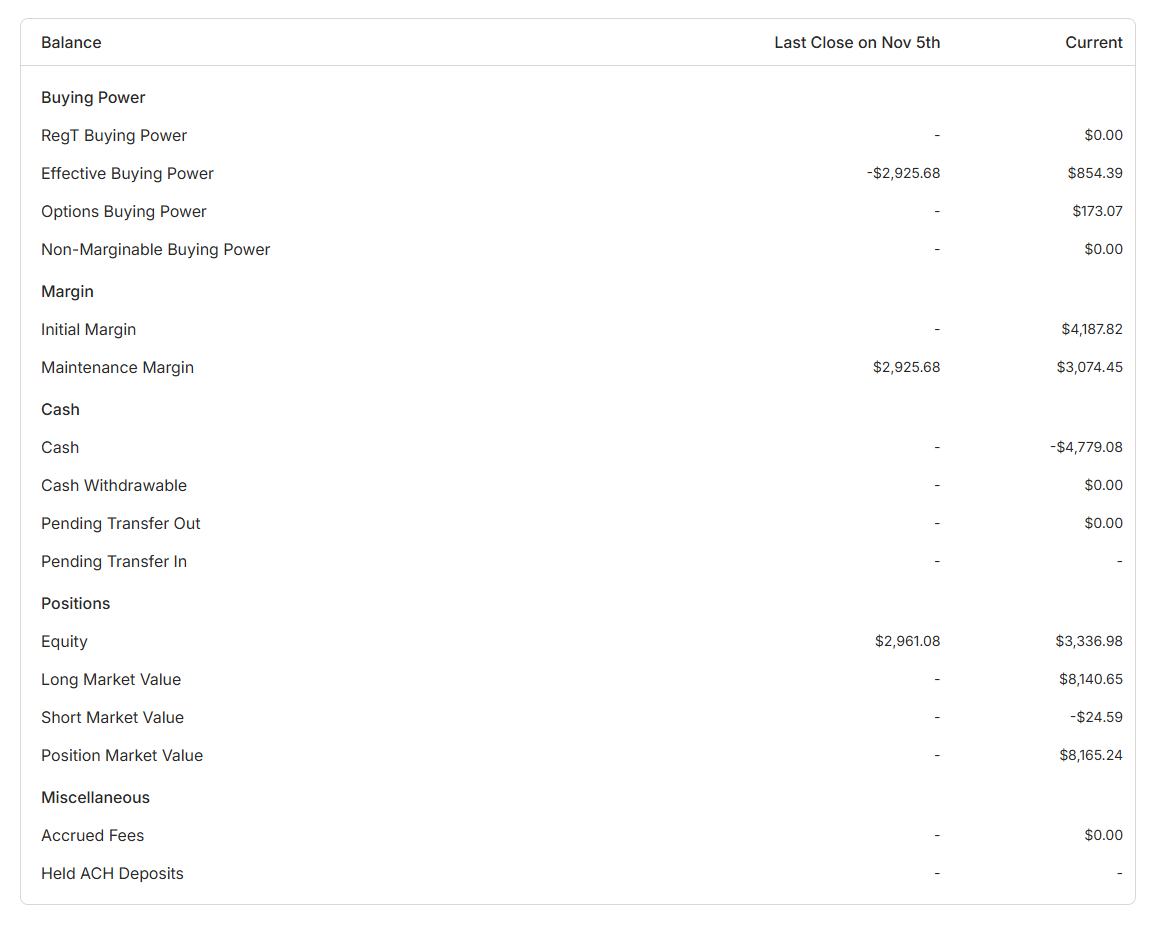 Balance Last Close on Nov 5th Current
Buying Power
RegT Buying Power - $0.00
Effective Buying Power -$2,925.68 $854.39
Options Buying Power - $173.07
Non-Marginable Buying Power - $0.00
Margin
Initial Margin - $4,187.82
Maintenance Margin $2,925.68 $3,074.45
Cash
Cash - -$4,779.08
Cash Withdrawable - $0.00
Pending Transfer Out - $0.00
Pending Transfer In - -
Positions
Equity $2,961.08 $3,336.98
Long Market Value - $8,140.65
Short Market Value - -$24.59
Position Market Value - $8,165.24
Miscellaneous
Accrued Fees - $0.00
Held ACH Deposits - -